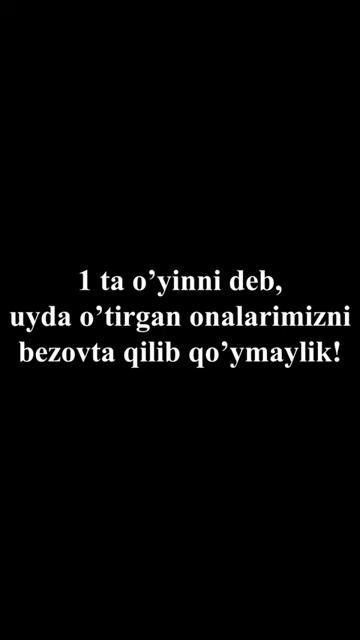 1 ta o’yinni deb,
uyda o’tirgan onalarimizni
bezovta qilib qo’ymaylik!